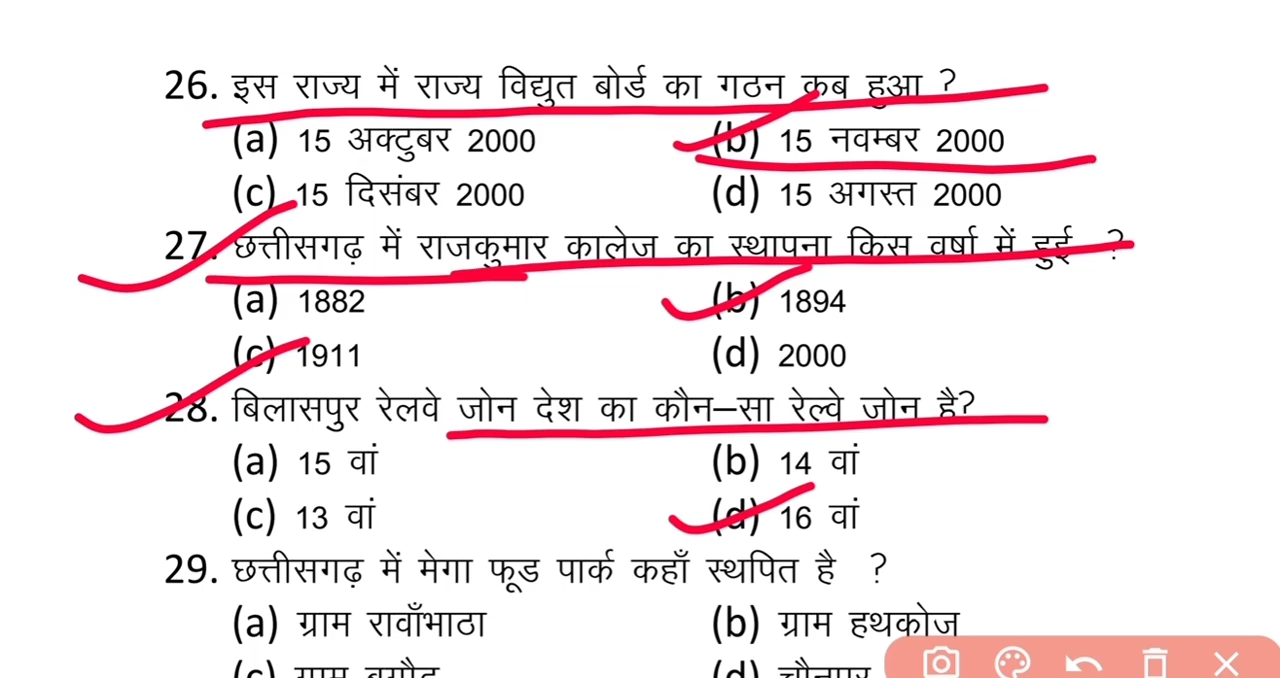 26. इस राज्य में राज्य विद्युत बोर्ड का गठन कब हुआ ?
(a) 15 अक्टुबर 2000 (b) 15 नवम्बर 2000
(c) 15 दिसंबर 2000 (d) 15 अगस्त 2000
27. छत्तीसगढ़ में राजकुमार कालेज का स्थापना किस वर्षा में हुई ?
(a) 1882 (b) 1894
(c) 1911 (d) 2000
28. बिलासपुर रेलवे जोन देश का कौन–सा रेल्वे जोन है?
(a) 15 वां (b) 14 वां
(c) 13 वां (d) 16 वां
29. छत्तीसगढ़ में मेगा फूड पार्क कहाँ स्थपित है ?
(a) ग्राम रावाँभाठा (b) ग्राम हथकोज
(c) ग्राम (d)